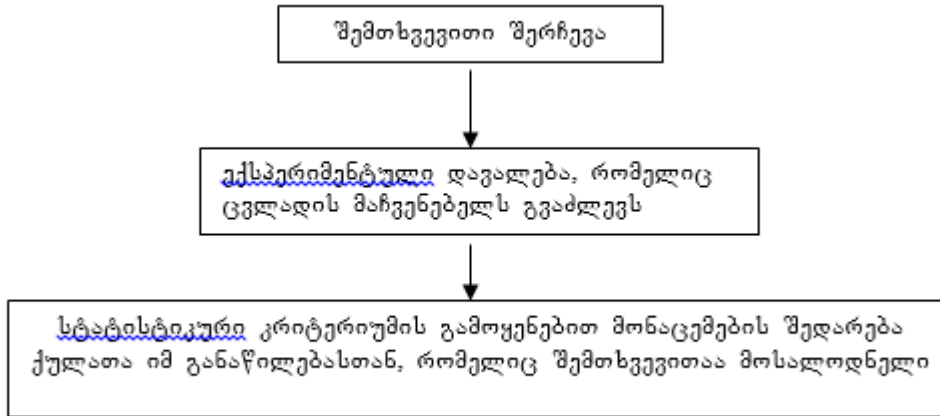 შემთხვევითი შერჩევა
ექსპერიმენტული დავალება, რომელიც
ცვლადის მაჩვენებელს გვაძლევს
სტატისტიკური კრიტერიუმის გამოყენებით მონაცემების შედარება
ქულათა იმ განაწილებასთან, რომელიც შემთხვევითაა მოსალოდნელი